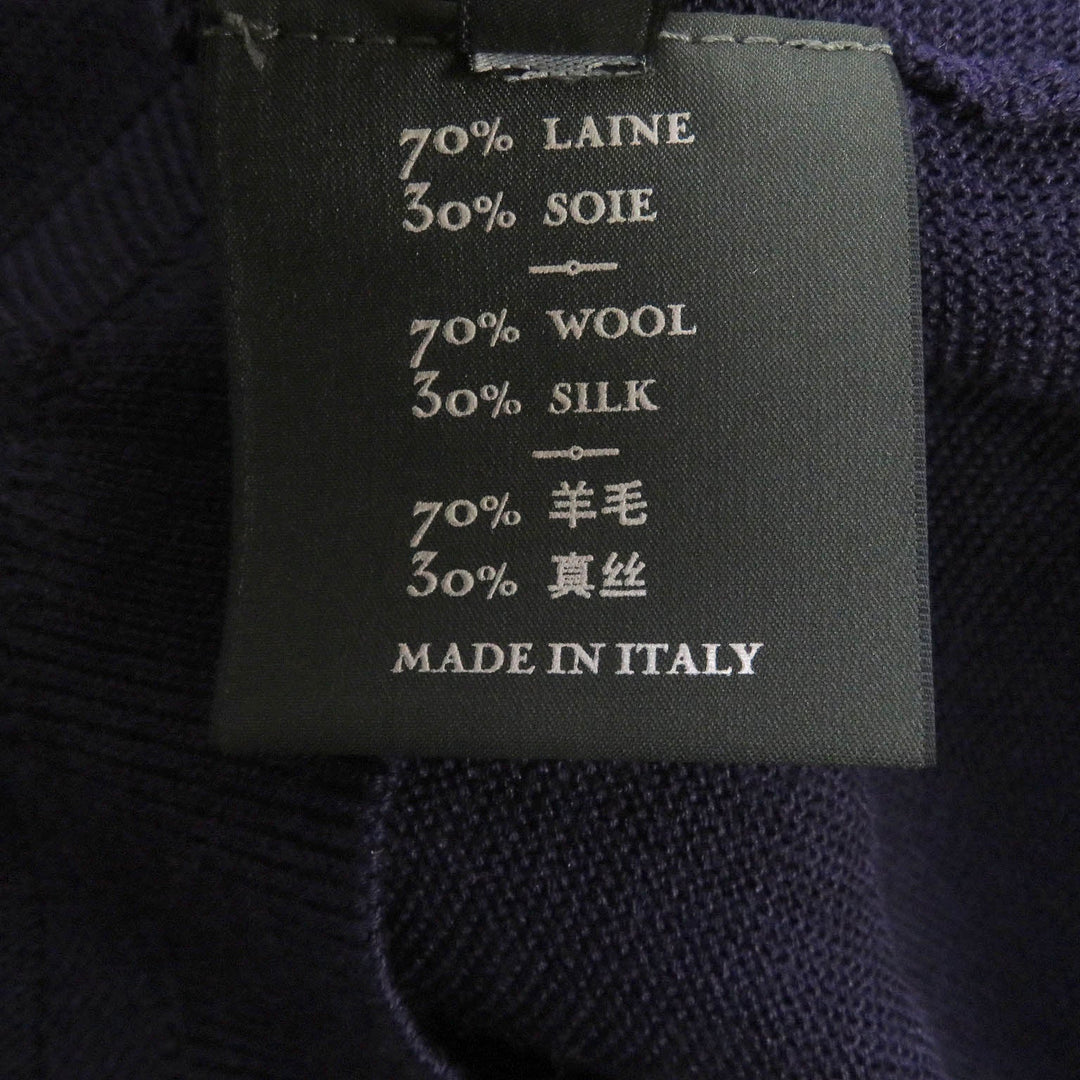 70% LAINE
30% SOIE
70% WOOL
30% SILK
70% 羊毛
30% 真丝
MADE IN ITALY